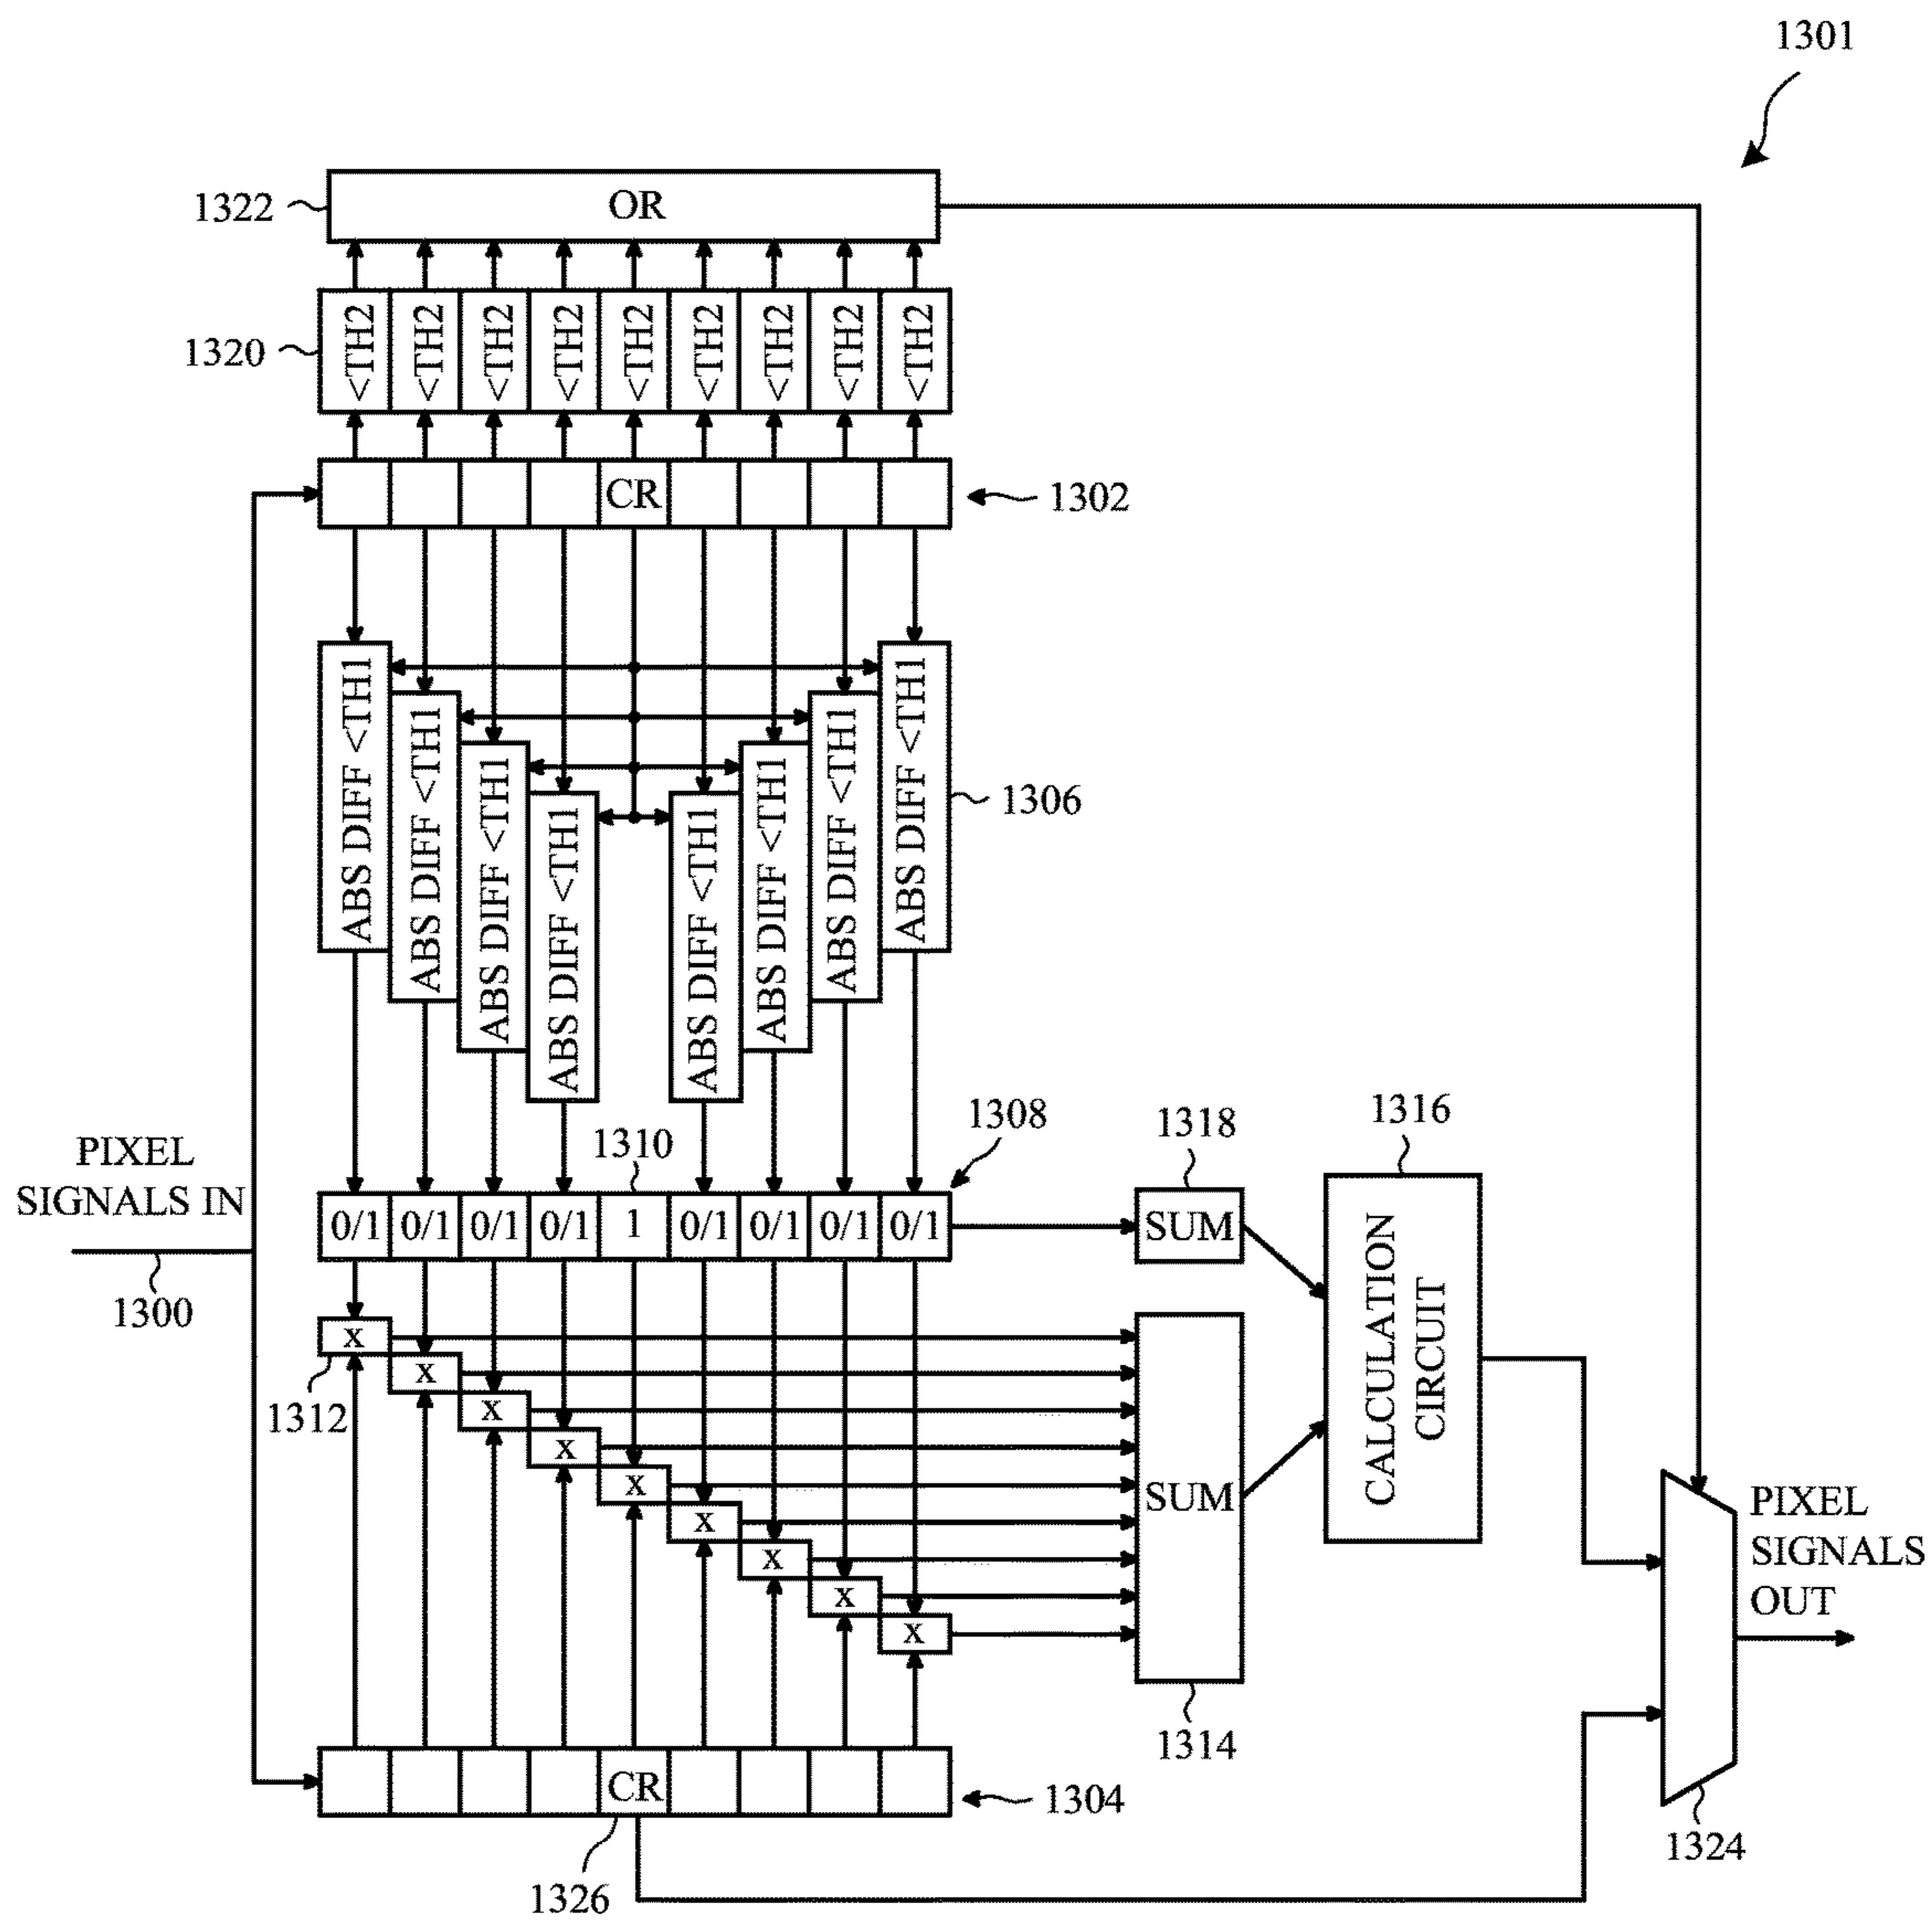 1301
1322
OR
1320
<TH2 <TH2 <TH2 <TH2 <TH2 <TH2 <TH2 <TH2 <TH2
CR
1302
ABS DIFF <TH1
ABS DIFF <TH1
ABS DIFF <TH1
ABS DIFF <TH1
ABS DIFF <TH1
ABS DIFF <TH1
ABS DIFF <TH1
ABS DIFF <TH1
1306
1310
1308
1318
1316
PIXEL
SIGNALS IN
1300
0/1 0/1 0/1 0/1 1 0/1 0/1 0/1 0/1
SUM
CALCULATION
CIRCUIT
x
x
x
x
x
x
x
x
x
1312
SUM
1314
PIXEL
SIGNALS
OUT
CR
1304
1326
1324